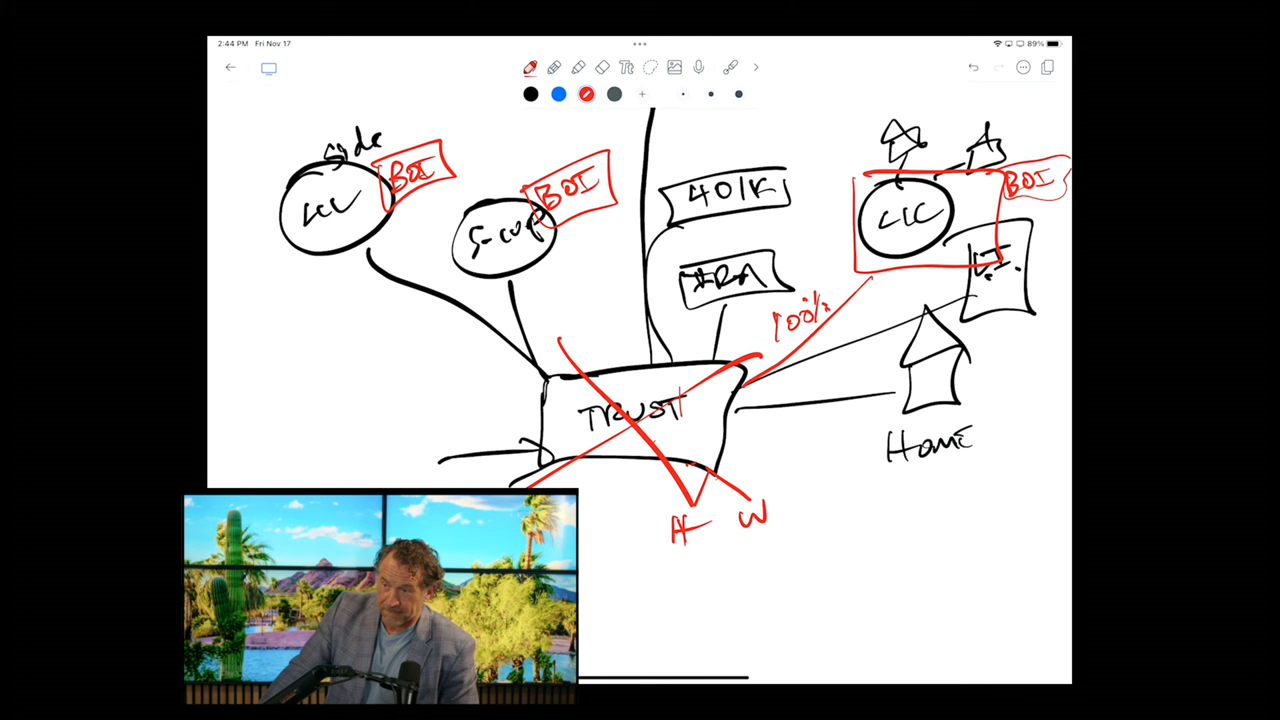 2:44 PM Fri Nov 17
89%
Tt
Side
BOI
LLC
BOI
S-corp
401K
IRA
BOI
LLC
100%
TRUST
Home
H W